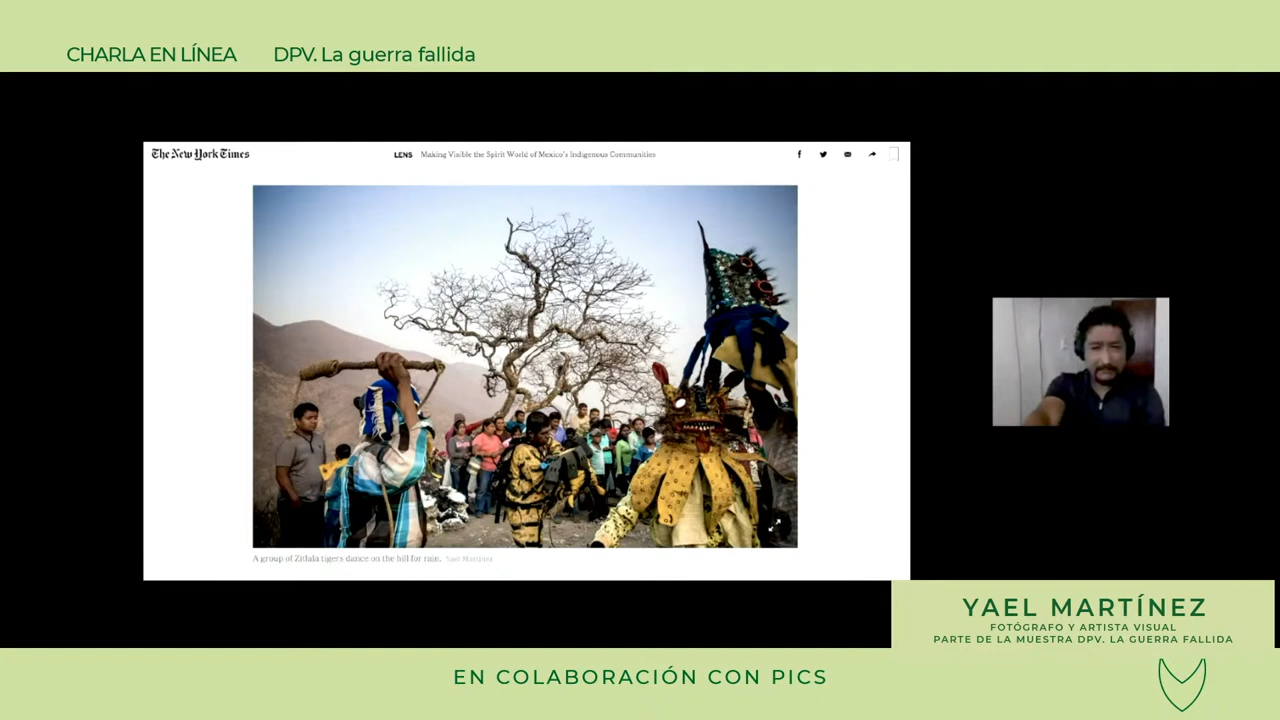 CHARLA EN LÍNEA DPV. La guerra fallida
The New York Times LENS Making Visible the Spirit World of Mexico's Indigenous Communities
A group of Zitlala tigers dance on the hill for rain. Yael Martínez
YAEL MARTÍNEZ
FOTÓGRAFO Y ARTISTA VISUAL
PARTE DE LA MUESTRA DPV. LA GUERRA FALLIDA
EN COLABORACIÓN CON PICS